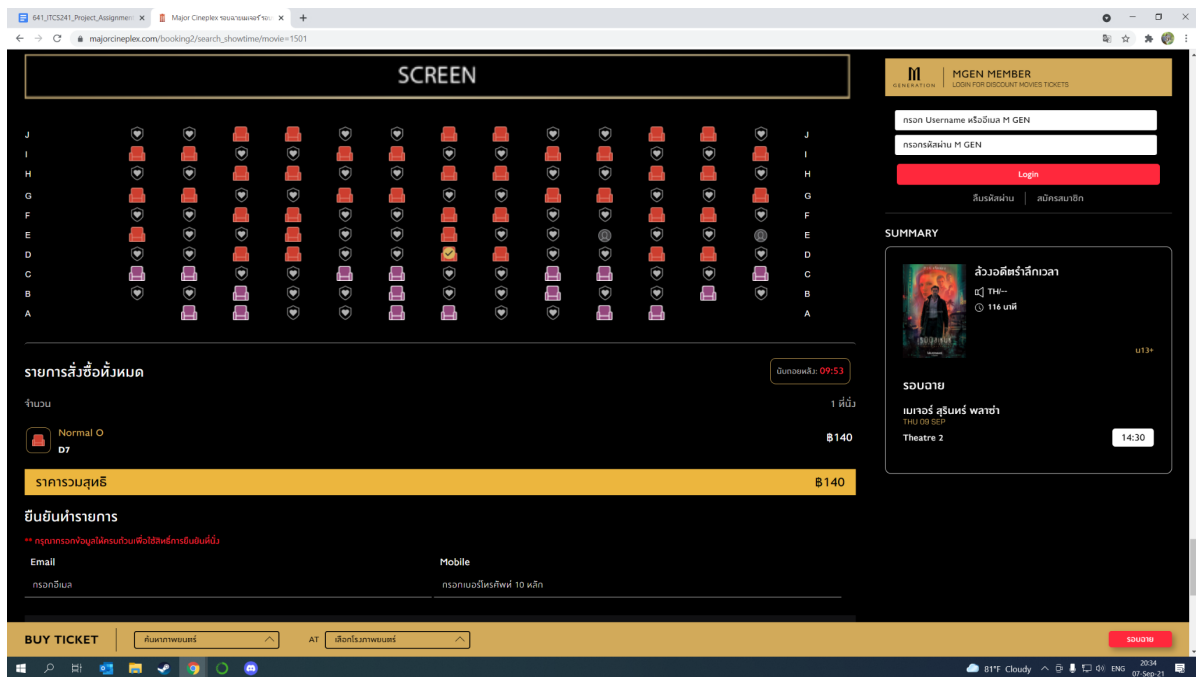 641_ITCS241_Project_Assignment
Major Cineplex รอบฉายเมเจอร์ รอบ
majorcineplex.com/booking2/search_showtime/movie=1501
SCREEN
J J
I I
H H
G G
F F
E E
D D
C C
B B
A A
รายการสั่งซื้อทั้งหมด
นับถอยหลัง: 09:53
จำนวน 1 ที่นั่ง
Normal O
D7
฿140
ราคารวมสุทธิ ฿140
ยืนยันทำรายการ
** กรุณากรอกข้อมูลให้ครบถ้วนเพื่อใช้สิทธิ์การยืนยันที่นั่ง
Email Mobile
กรอกอีเมล กรอกเบอร์โทรศัพท์ 10 หลัก
M GENERATION
MGEN MEMBER
LOGIN FOR DISCOUNT MOVIES TICKETS
กรอก Username หรืออีเมล M GEN
กรอกรหัสผ่าน M GEN
Login
ลืมรหัสผ่าน สมัครสมาชิก
SUMMARY
ล้วงอดีตรำลึกเวลา
TH/--
116 นาที
น13+
รอบฉาย
เมเจอร์ สุรินทร์ พลาซ่า
THU 09 SEP
Theatre 2 14:30
BUY TICKET ค้นหาภาพยนตร์ AT เลือกโรงภาพยนตร์ รอบฉาย
81°F Cloudy ENG 20:34
07-Sep-21